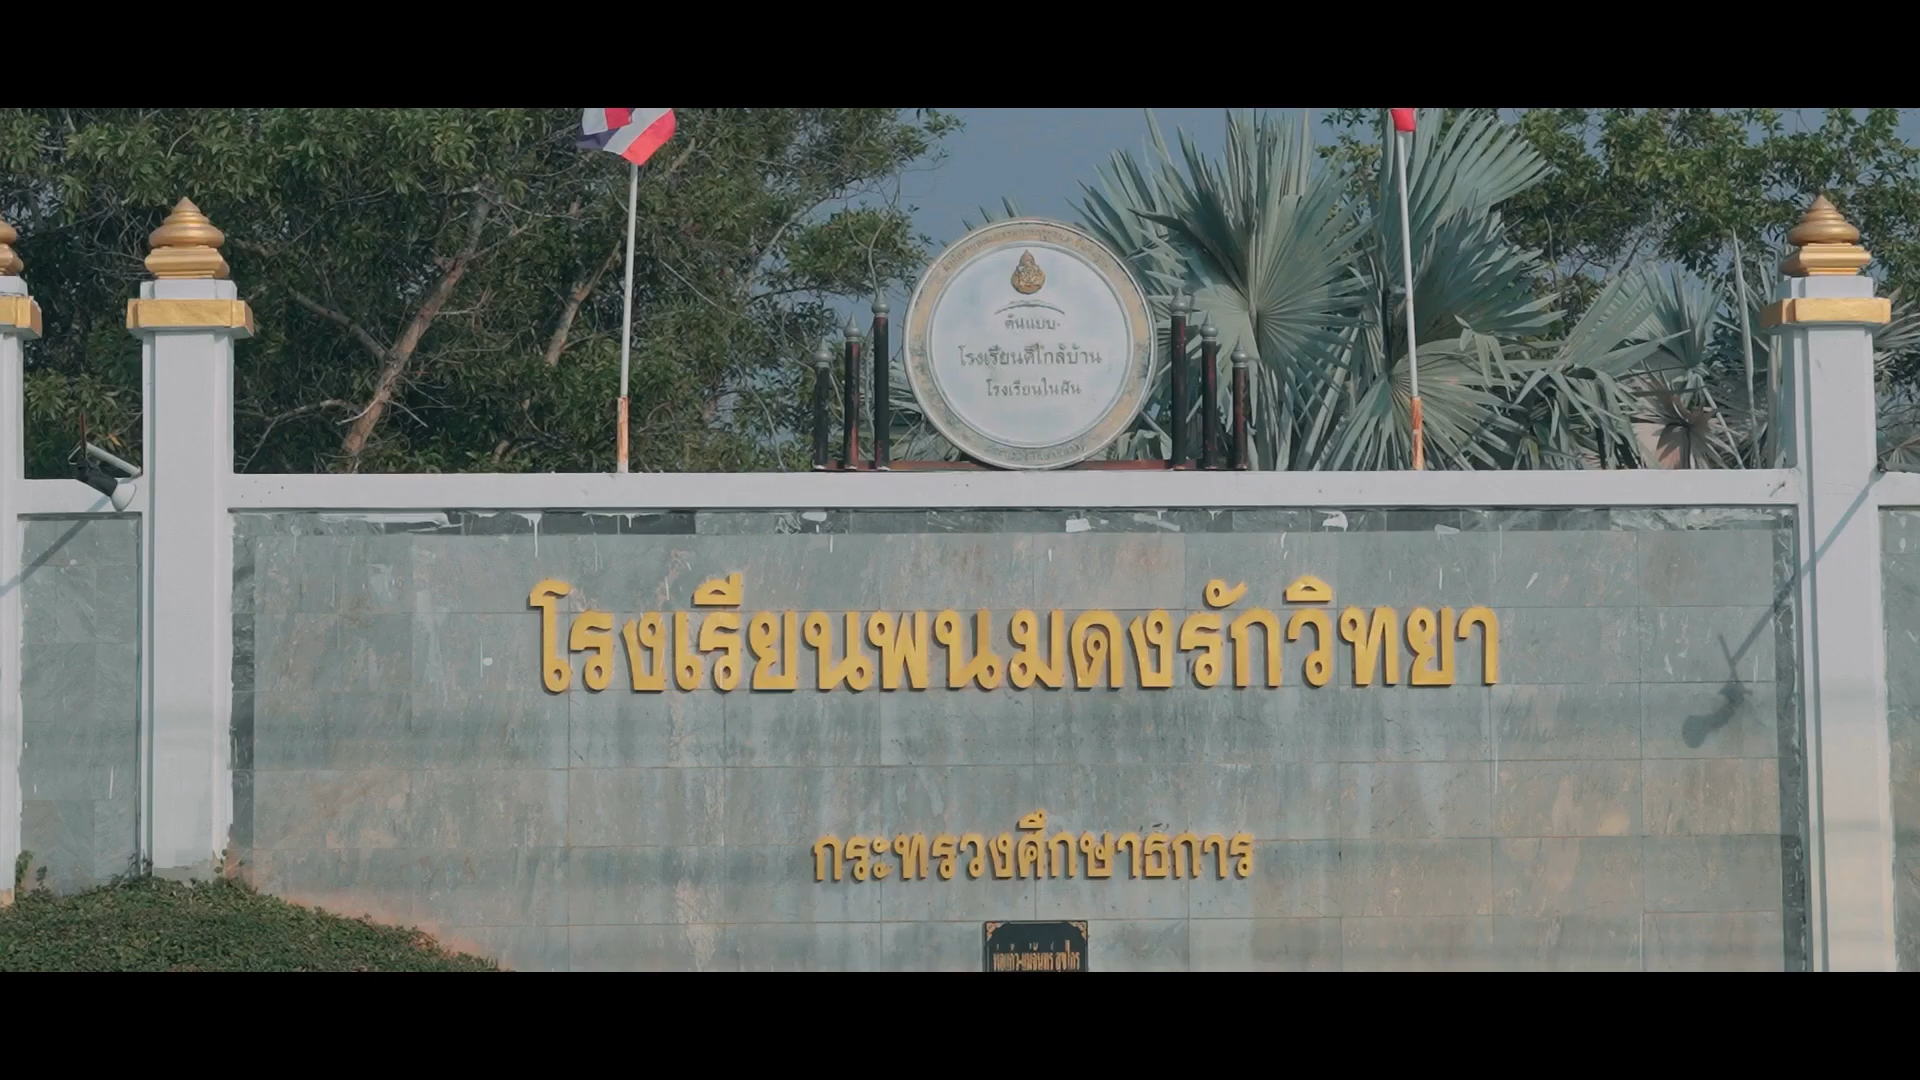 ต้นแบบ
โรงเรียนดีใกล้บ้าน
โรงเรียนในฝัน
โรงเรียนพนมดงรักวิทยา
กระทรวงศึกษาธิการ